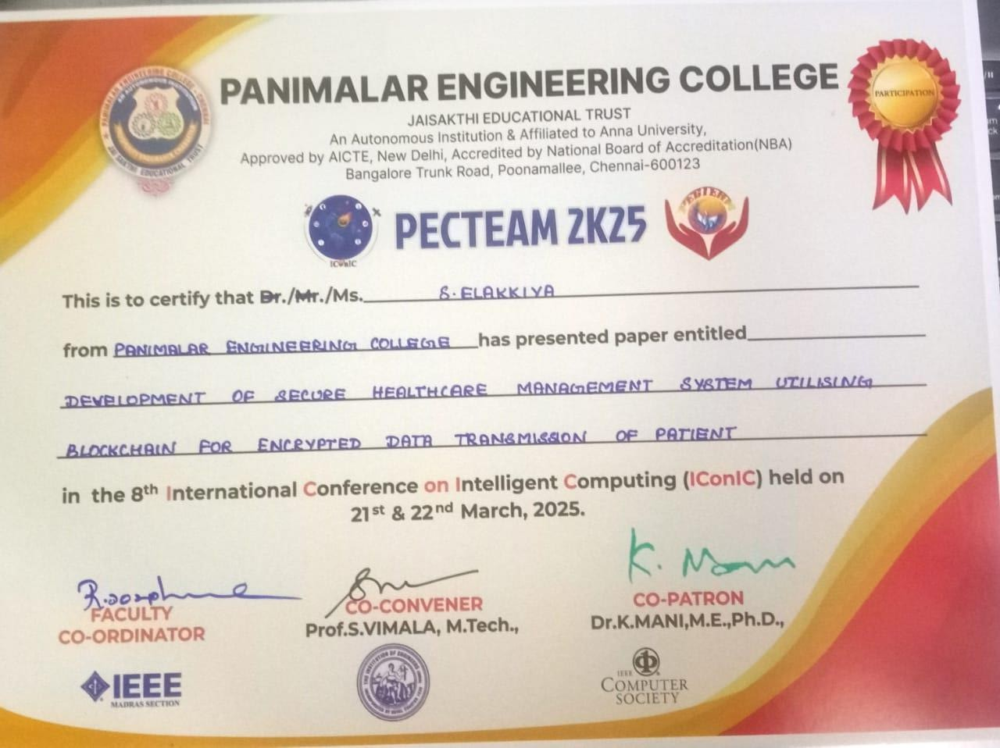 PANIMALAR ENGINEERING COLLEGE
JAISAKTHI EDUCATIONAL TRUST
An Autonomous Institution & Affiliated to Anna University,
Approved by AICTE, New Delhi, Accredited by National Board of Accreditation(NBA)
Bangalore Trunk Road, Poonamallee, Chennai-600123
PARTICIPATION
IConIC
PECTEAM 2K25
PECTEAM
This is to certify that Dr./Mr./Ms. S. ELAKKIYA
from PANIMALAR ENGINEERING COLLEGE has presented paper entitled
DEVELOPMENT OF SECURE HEALTHCARE MANAGEMENT SYSTEM UTILISING
BLOCKCHAIN FOR ENCRYPTED DATA TRANSMISSION OF PATIENT
in the 8th International Conference on Intelligent Computing (IConIC) held on
21st & 22nd March, 2025.
K. Mani
FACULTY
CO-ORDINATOR
CO-CONVENER
Prof.S.VIMALA, M.Tech.,
CO-PATRON
Dr.K.MANI,M.E.,Ph.D.,
IEEE
MADRAS SECTION
IEEE
COMPUTER
SOCIETY